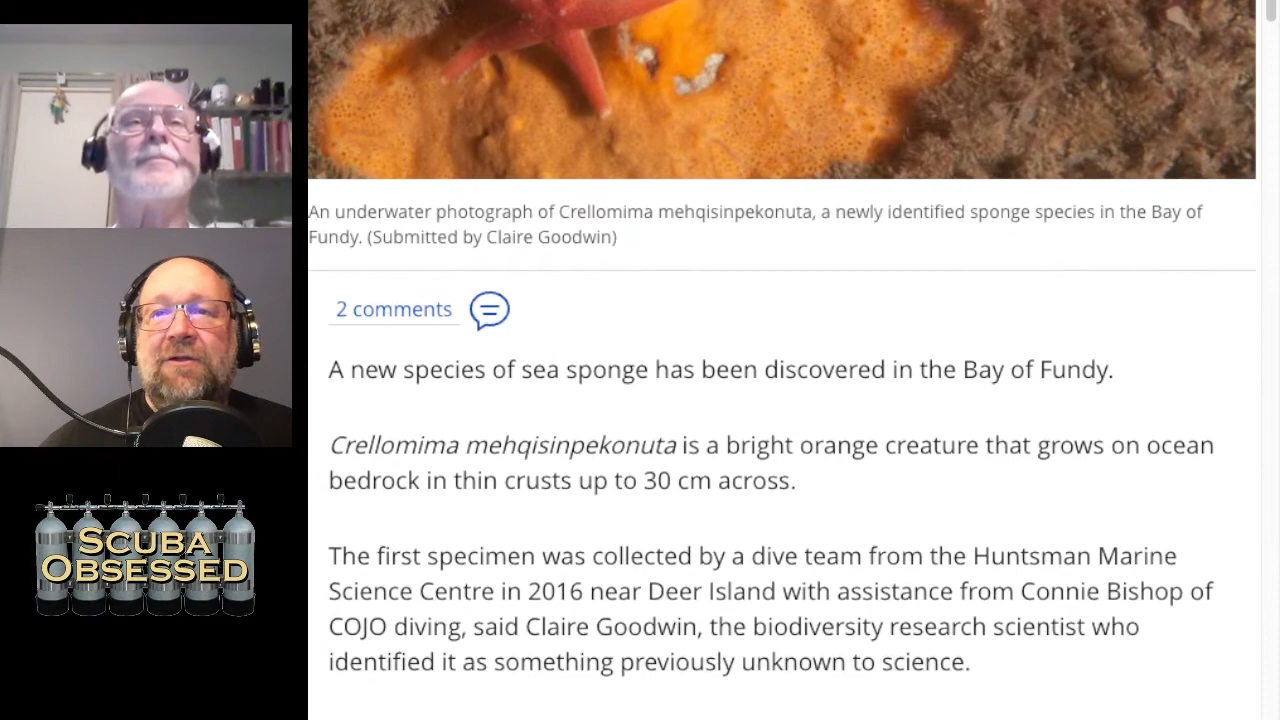 An underwater photograph of Crellomima mehqisinpekonuta, a newly identified sponge species in the Bay of
Fundy. (Submitted by Claire Goodwin)
2 comments
A new species of sea sponge has been discovered in the Bay of Fundy.
Crellomima mehqisinpekonuta is a bright orange creature that grows on ocean
bedrock in thin crusts up to 30 cm across.
The first specimen was collected by a dive team from the Huntsman Marine
Science Centre in 2016 near Deer Island with assistance from Connie Bishop of
COJO diving, said Claire Goodwin, the biodiversity research scientist who
identified it as something previously unknown to science.
SCUBA
OBSESSED